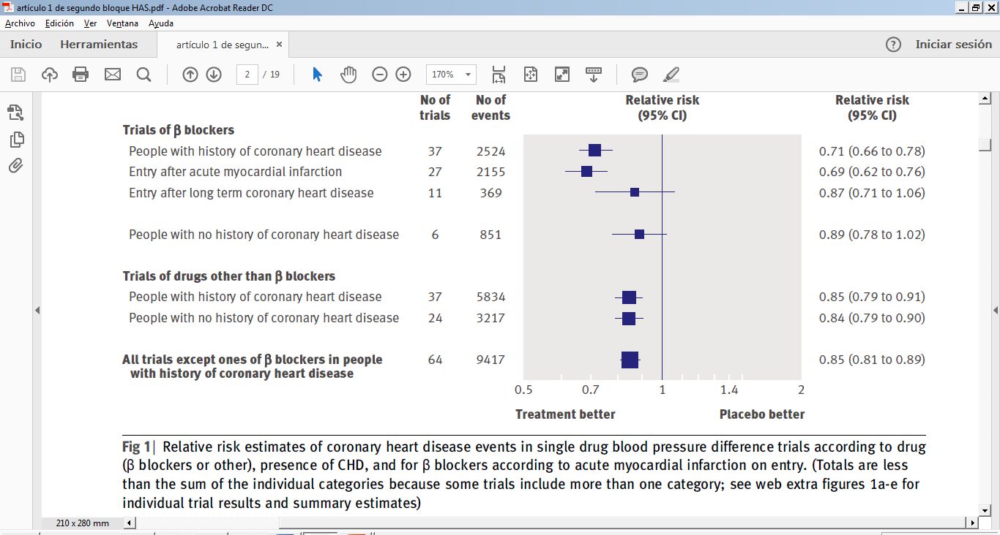 artículo 1 de segundo bloque HAS.pdf - Adobe Acrobat Reader DC
Archivo Edición Ver Ventana Ayuda
Inicio Herramientas artículo 1 de segun... × ? Iniciar sesión
2 / 19 170%
No of trials No of events Relative risk (95% CI) Relative risk (95% CI)
Trials of β blockers
People with history of coronary heart disease 37 2524 0.71 (0.66 to 0.78)
Entry after acute myocardial infarction 27 2155 0.69 (0.62 to 0.76)
Entry after long term coronary heart disease 11 369 0.87 (0.71 to 1.06)
People with no history of coronary heart disease 6 851 0.89 (0.78 to 1.02)
Trials of drugs other than β blockers
People with history of coronary heart disease 37 5834 0.85 (0.79 to 0.91)
People with no history of coronary heart disease 24 3217 0.84 (0.79 to 0.90)
All trials except ones of β blockers in people 64 9417 0.85 (0.81 to 0.89)
with history of coronary heart disease
0.5 0.7 1 1.4 2
Treatment better Placebo better
Fig 1| Relative risk estimates of coronary heart disease events in single drug blood pressure difference trials according to drug
(β blockers or other), presence of CHD, and for β blockers according to acute myocardial infarction on entry. (Totals are less
than the sum of the individual categories because some trials include more than one category; see web extra figures 1a-e for
individual trial results and summary estimates)
210 x 280 mm